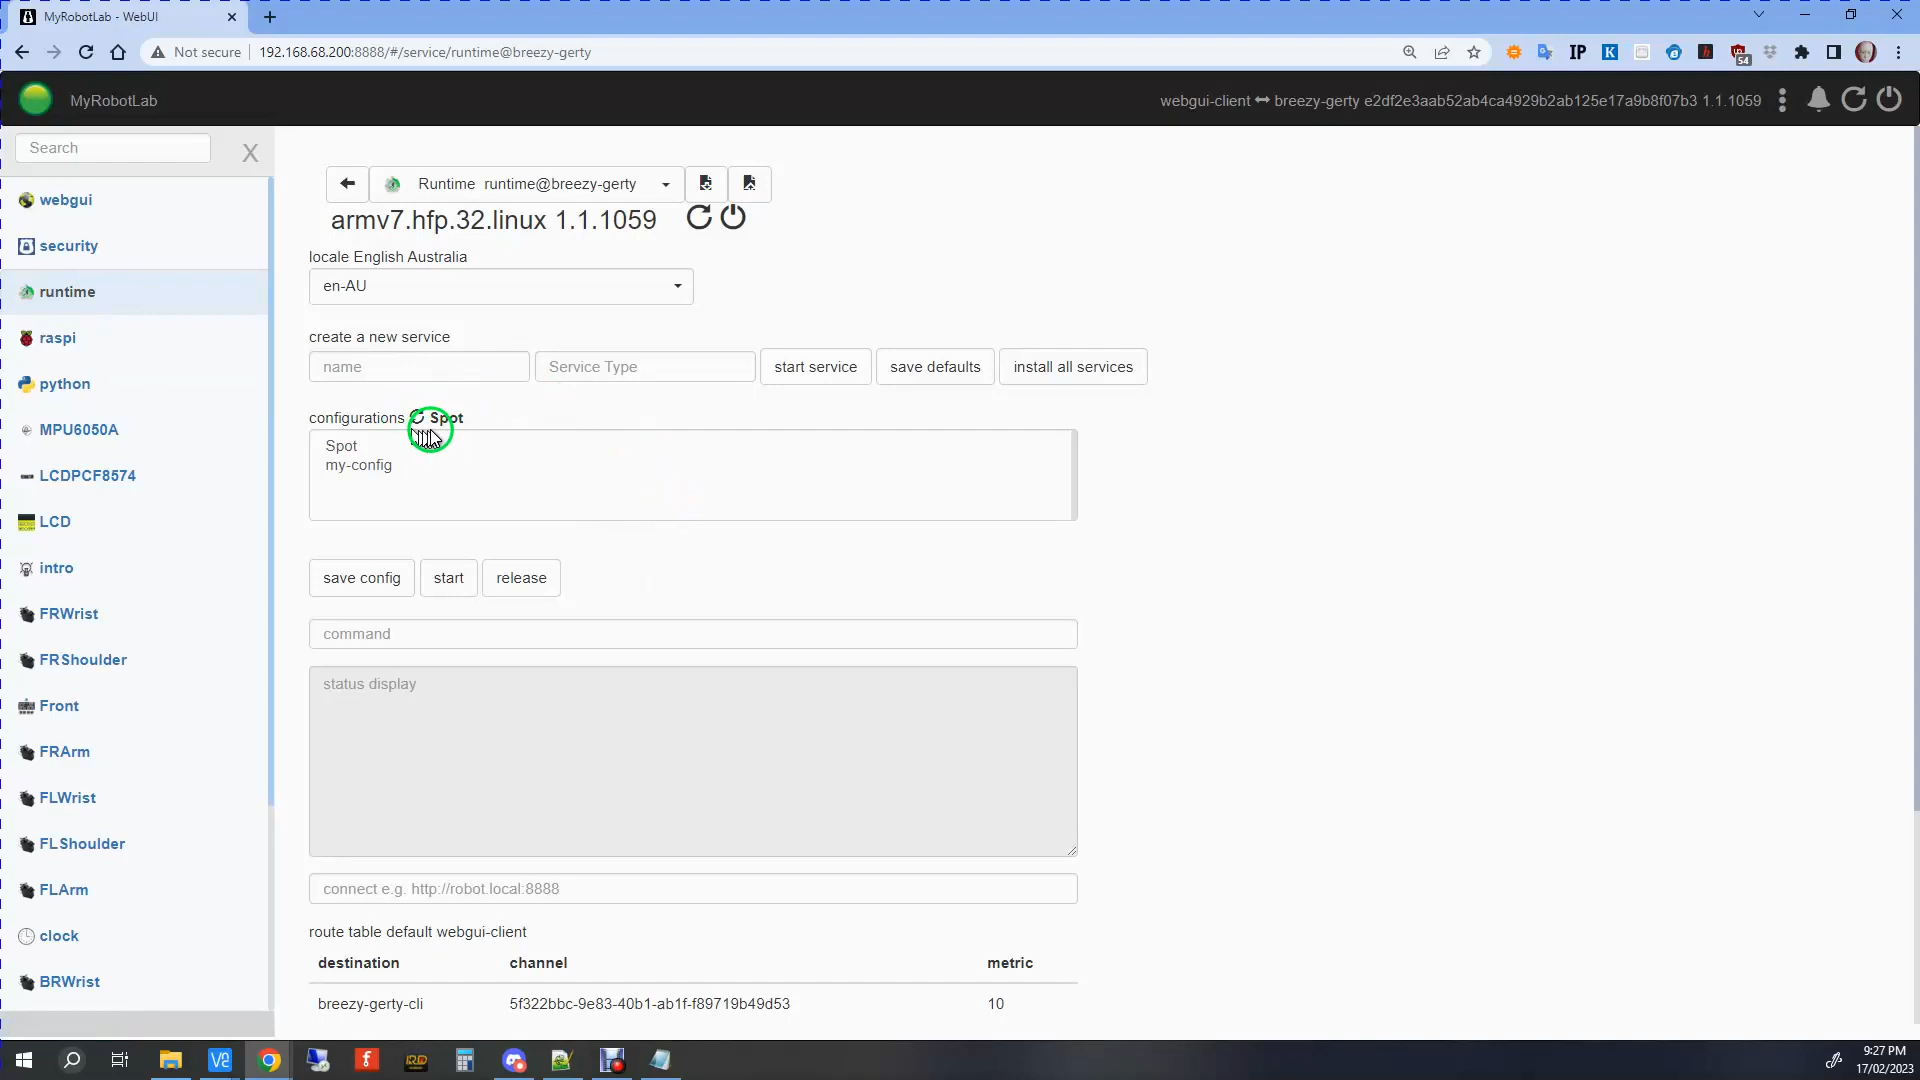 MyRobotLab - WebUI
Not secure 192.168.68.200:8888/#/service/runtime@breezy-gerty
IP
K
54
MyRobotLab
webgui-client ⟷ breezy-gerty e2df2e3aab52ab4ca4929b2ab125e17a9b8f07b3 1.1.1059
Search
X
webgui
security
runtime
raspi
python
MPU6050A
LCDPCF8574
LCD
intro
FRWrist
FRShoulder
Front
FRArm
FLWrist
FLShoulder
FLArm
clock
BRWrist
Runtime runtime@breezy-gerty
armv7.hfp.32.linux 1.1.1059
locale English Australia
en-AU
create a new service
name
Service Type
start service
save defaults
install all services
configurations Spot
Spot
my-config
save config
start
release
command
status display
connect e.g. http://robot.local:8888
route table default webgui-client
destination channel metric
breezy-gerty-cli 5f322bbc-9e83-40b1-ab1f-f89719b49d53 10
9:27 PM
17/02/2023